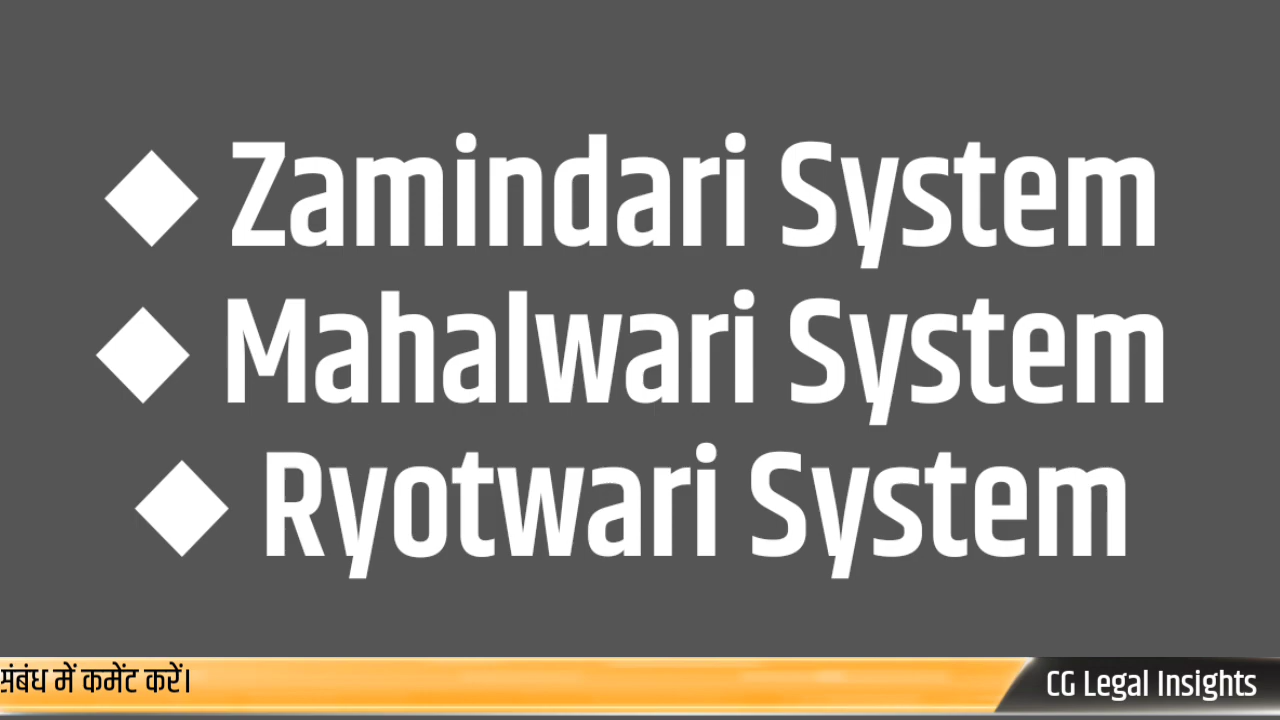 ◆ Zamindari System
◆ Mahalwari System
◆ Ryotwari System
संबंध में कमेंट करें।
CG Legal Insights